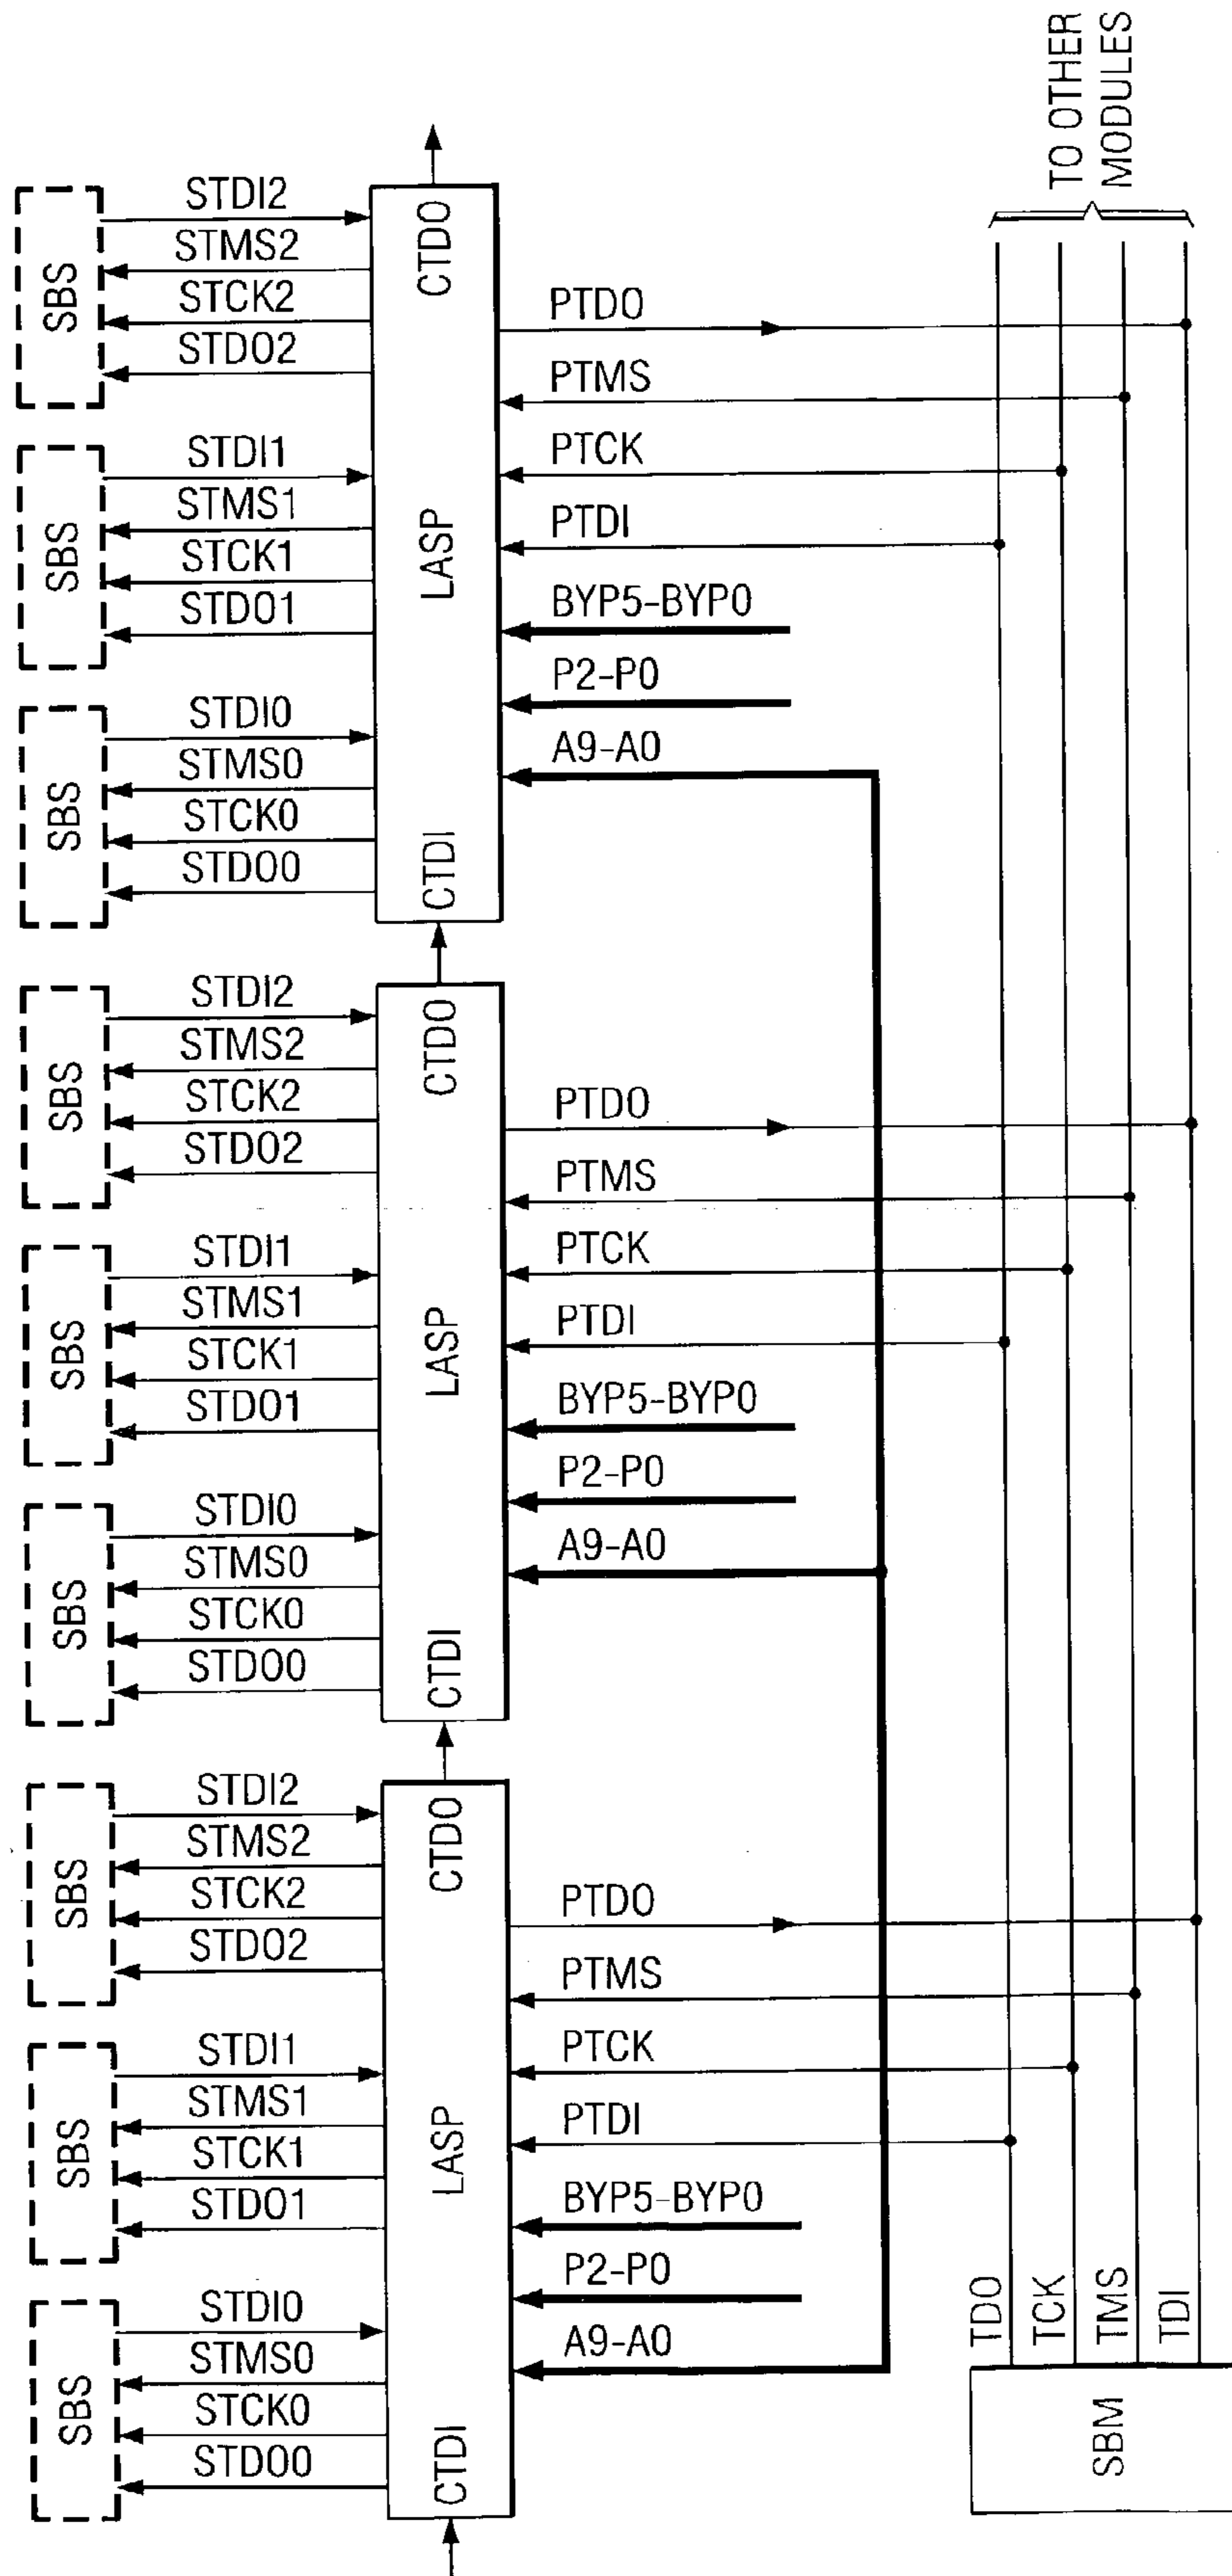 TO OTHER
MODULES
SBS
STDI2
STMS2
STCK2
STDO2
SBS
STDI1
STMS1
STCK1
STDO1
SBS
STDI0
STMS0
STCK0
STDO0
CTDO
LASP
CTDI
PTDO
PTMS
PTCK
PTDI
BYP5-BYP0
P2-P0
A9-A0
SBS
STDI2
STMS2
STCK2
STDO2
SBS
STDI1
STMS1
STCK1
STDO1
SBS
STDI0
STMS0
STCK0
STDO0
CTDO
LASP
CTDI
PTDO
PTMS
PTCK
PTDI
BYP5-BYP0
P2-P0
A9-A0
SBS
STDI2
STMS2
STCK2
STDO2
SBS
STDI1
STMS1
STCK1
STDO1
SBS
STDI0
STMS0
STCK0
STDO0
CTDO
LASP
CTDI
PTDO
PTMS
PTCK
PTDI
BYP5-BYP0
P2-P0
A9-A0
TDO
TCK
TMS
TDI
SBM